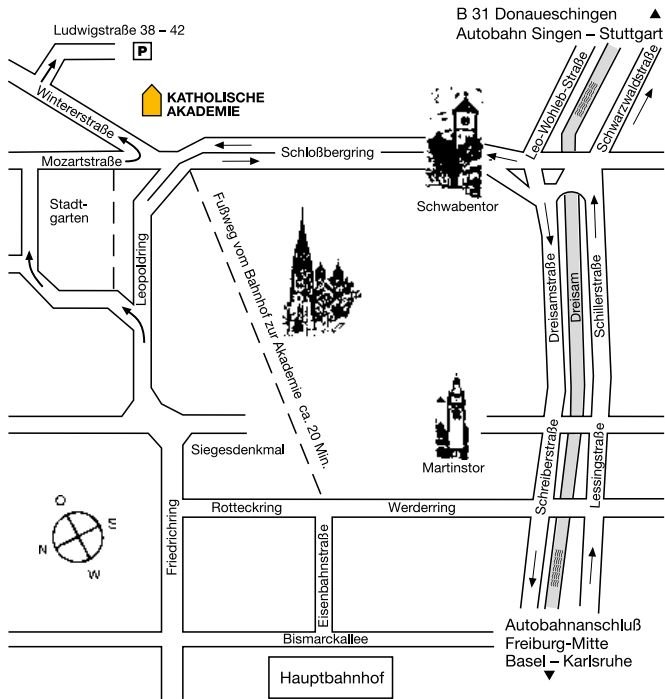 B 31 Donaueschingen
Autobahn Singen – Stuttgart
Ludwigstraße 38 – 42
P
KATHOLISCHE
AKADEMIE
Wintererstraße
Mozartstraße
Schloßbergring
Leo-Wohleb-Straße
Schwarzwaldstraße
Stadt-
garten
Schwabentor
Leopoldring
Fußweg vom Bahnhof zur Akademie ca. 20 Min.
Dreisamstraße
Dreisam
Schillerstraße
Siegesdenkmal
Martinstor
Schreiberstraße
Lessingstraße
O
S
N
W
Friedrichring
Rotteckring
Werderring
Eisenbahnstraße
Bismarckallee
Hauptbahnhof
Autobahnanschluß
Freiburg-Mitte
Basel – Karlsruhe